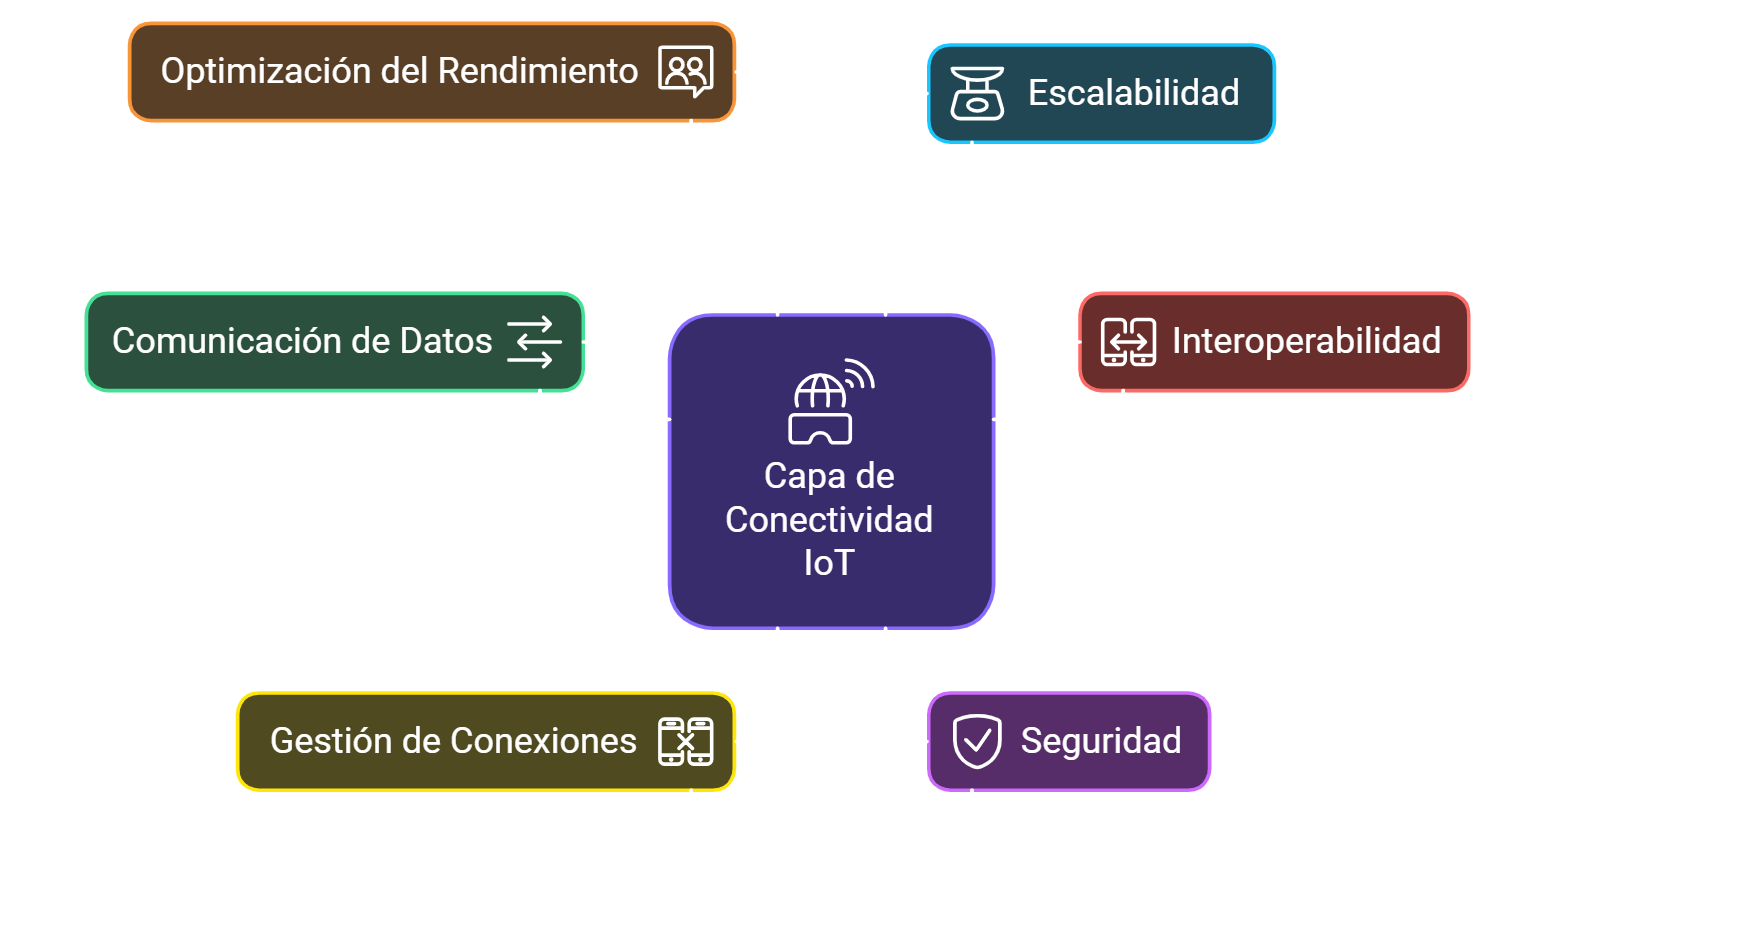 Optimización del Rendimiento
Escalabilidad
Comunicación de Datos
Interoperabilidad
Capa de
Conectividad
IoT
Gestión de Conexiones
Seguridad